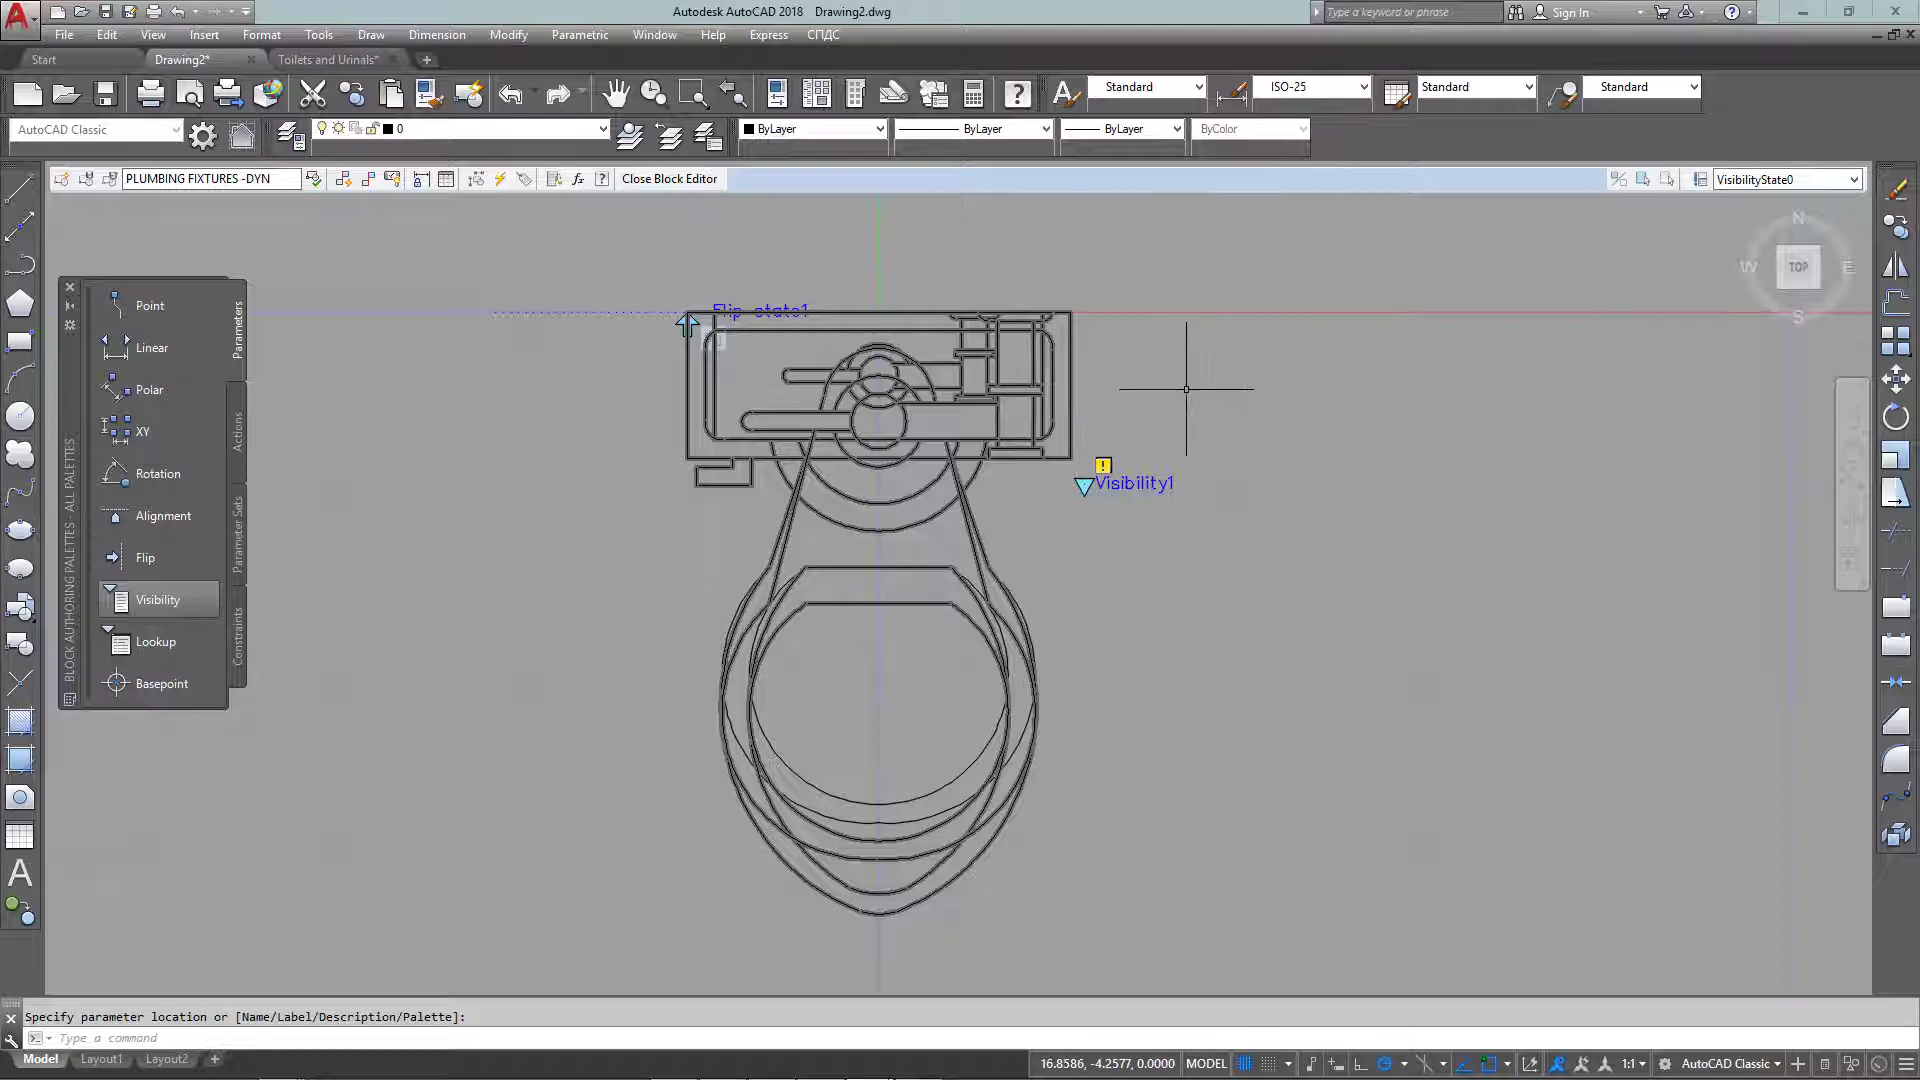 Autodesk AutoCAD 2018 Drawing2.dwg
Type a keyword or phrase
Sign In
File Edit View Insert Format Tools Draw Dimension Modify Parametric Window Help Express СПДС
Start Drawing2* Toilets and Urinals*
Standard ISO-25 Standard Standard
AutoCAD Classic 0 ByLayer ByLayer ByLayer ByColor
PLUMBING FIXTURES -DYN Close Block Editor VisibilityState0
N
W TOP E
S
Point
Linear
Polar
XY
Rotation
Alignment
Flip
Visibility
Lookup
Basepoint
Parameters
Actions
Parameter Sets
Constraints
BLOCK AUTHORING PALETTES - ALL PALETTES
Flip state1
Visibility1
Specify parameter location or [Name/Label/Description/Palette]:
Type a command
Model Layout1 Layout2
16.8586, -4.2577, 0.0000 MODEL 1:1 AutoCAD Classic